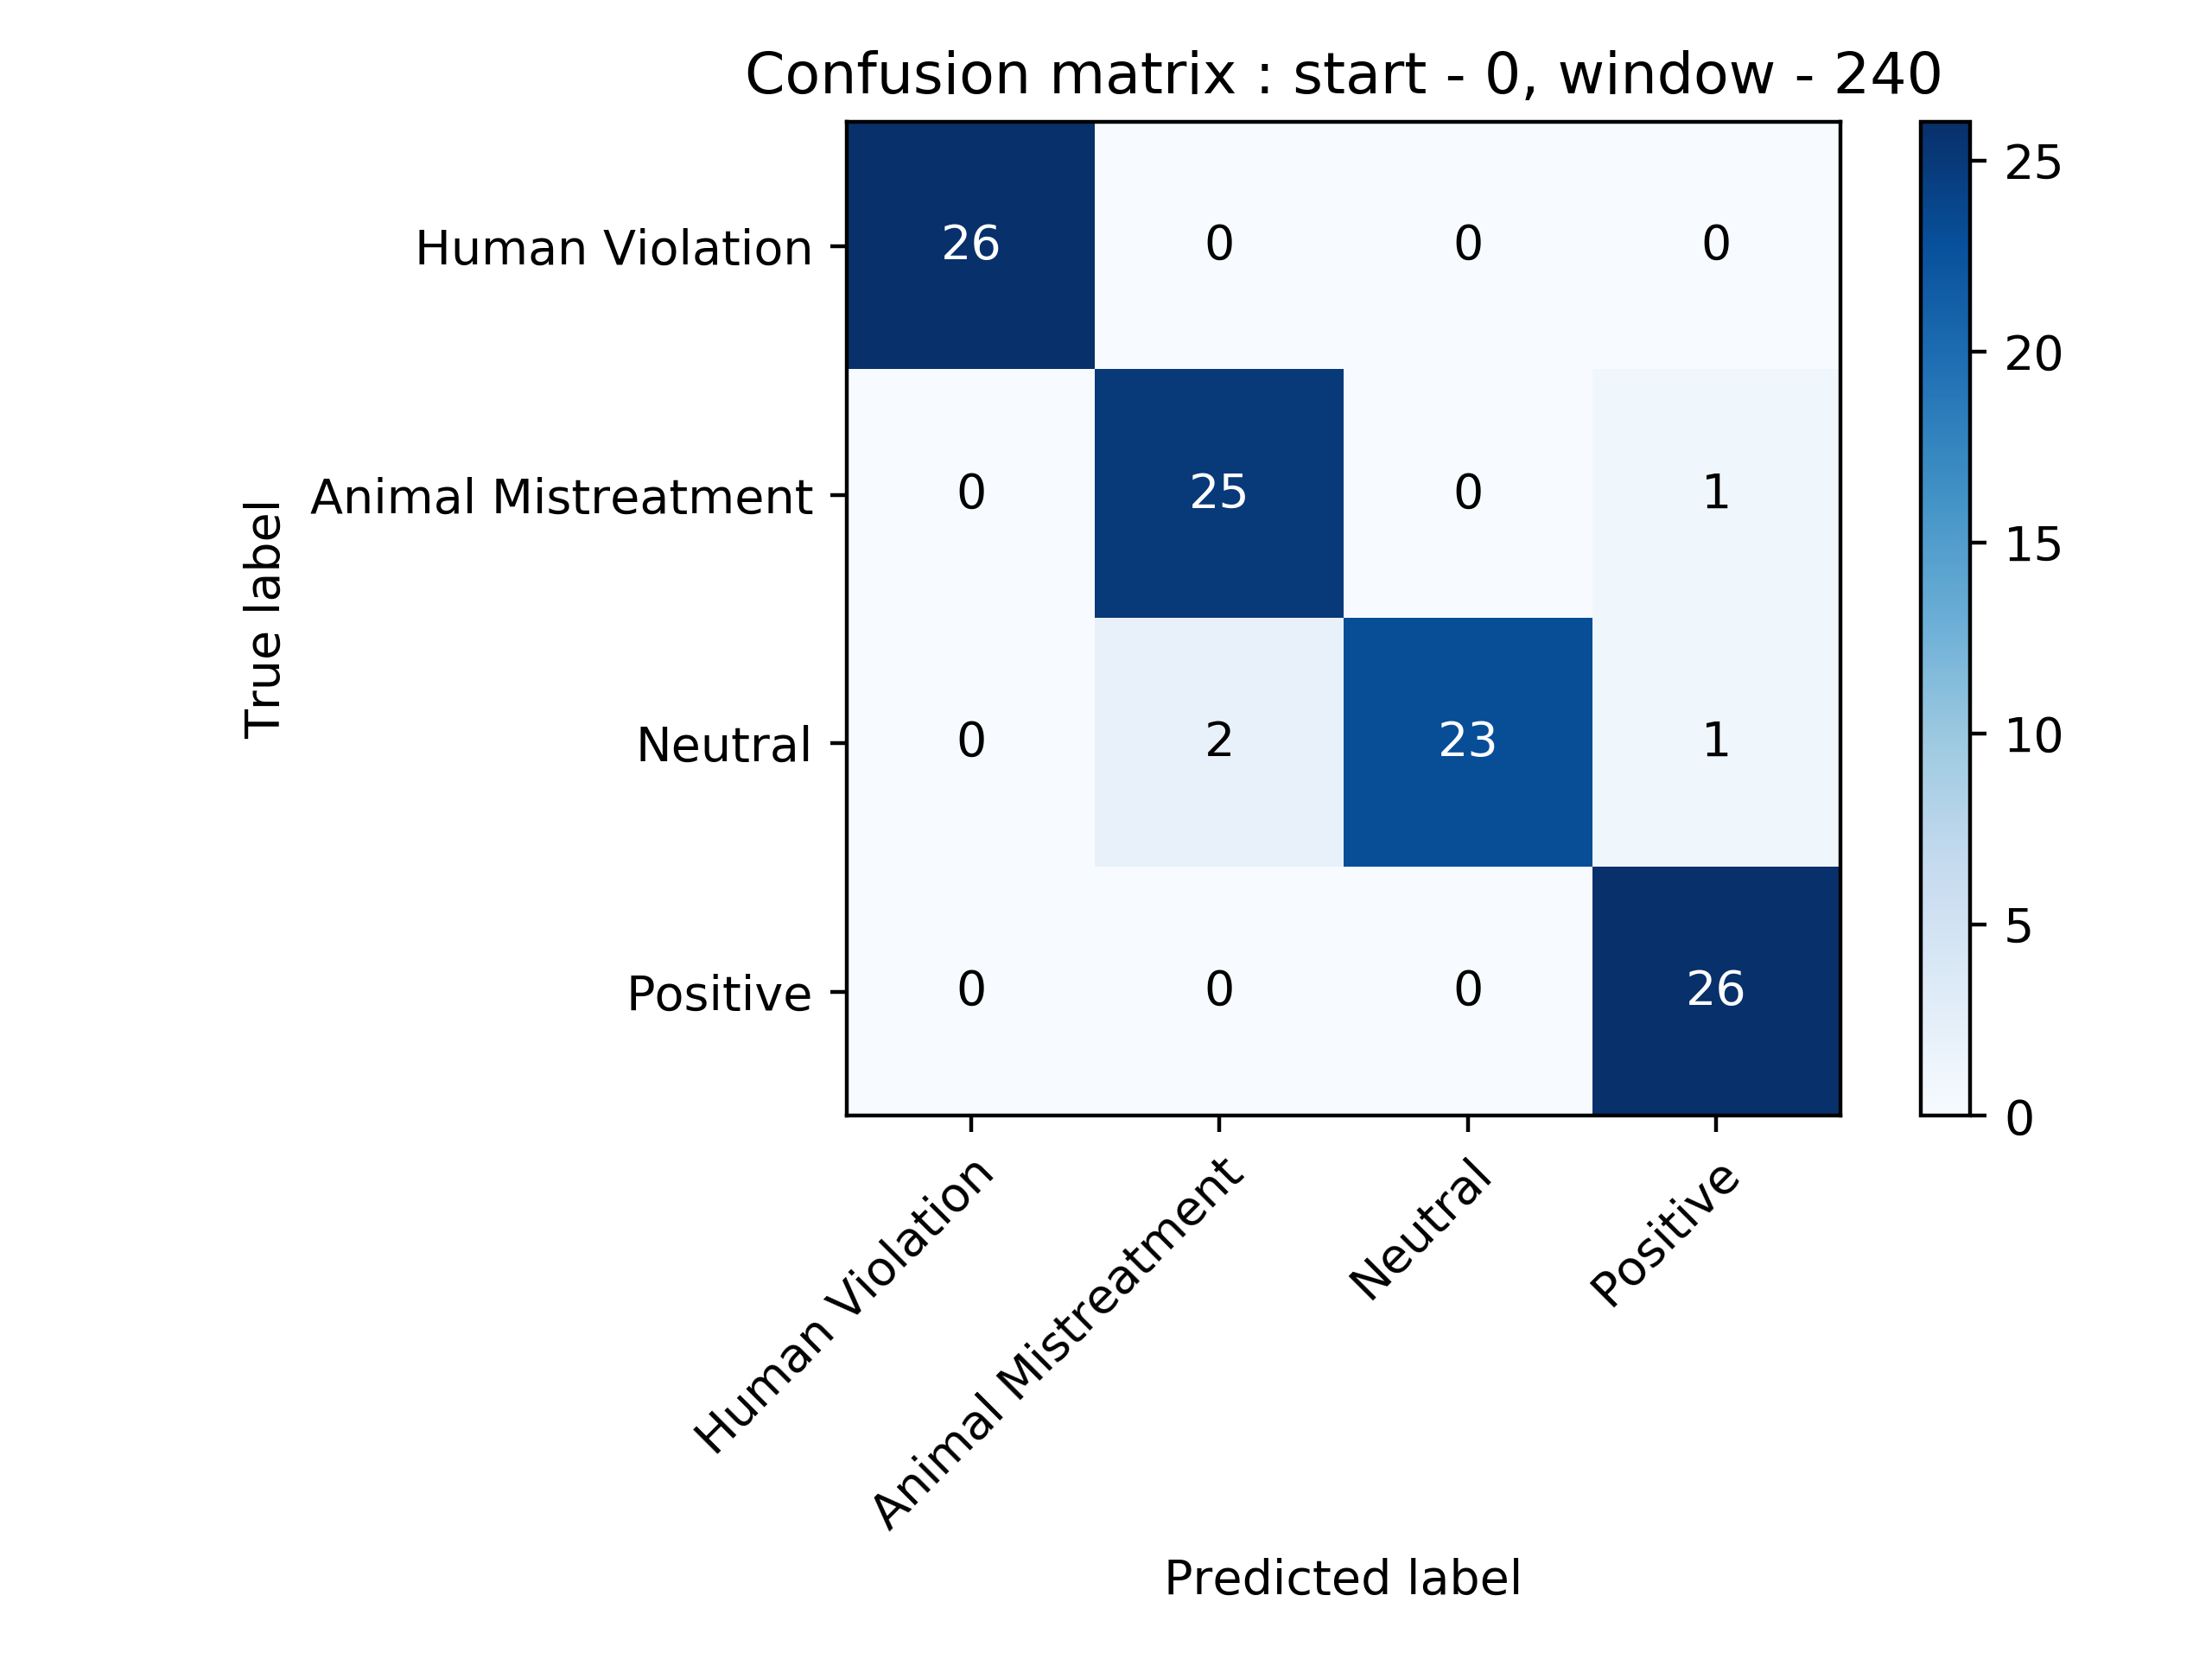 Confusion matrix : start - 0, window - 240
True label
Human Violation 26 0 0 0
Animal Mistreatment 0 25 0 1
Neutral 0 2 23 1
Positive 0 0 0 26
Human Violation
Animal Mistreatment
Neutral
Positive
Predicted label
25
20
15
10
5
0